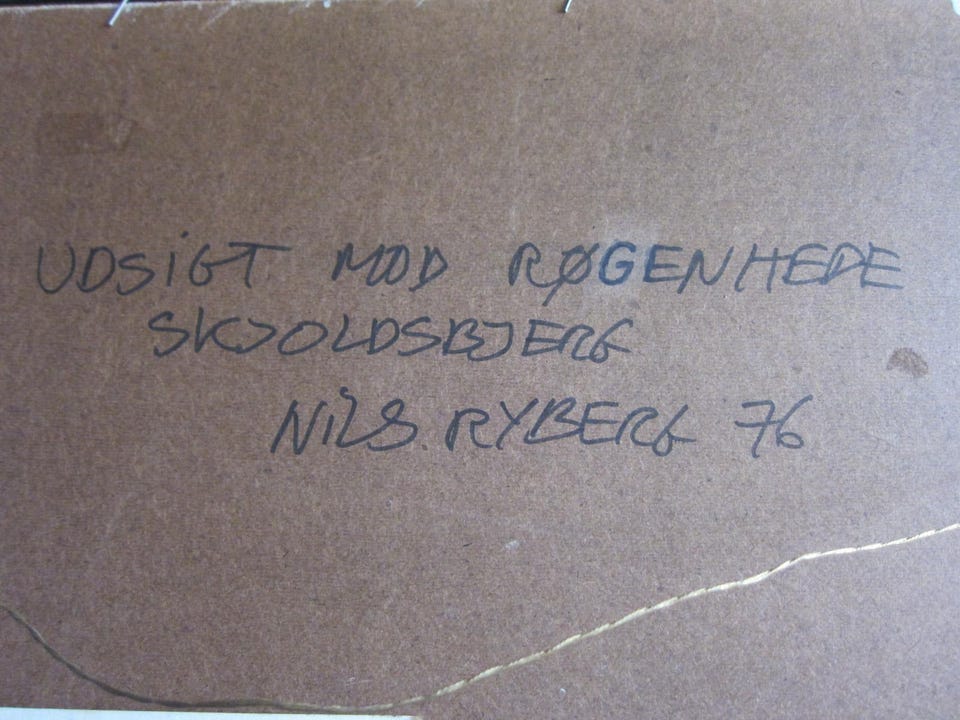 UDSIGT MOD RØGENHEDE
SKJOLDSBJERG
NILS. RYBERG 76